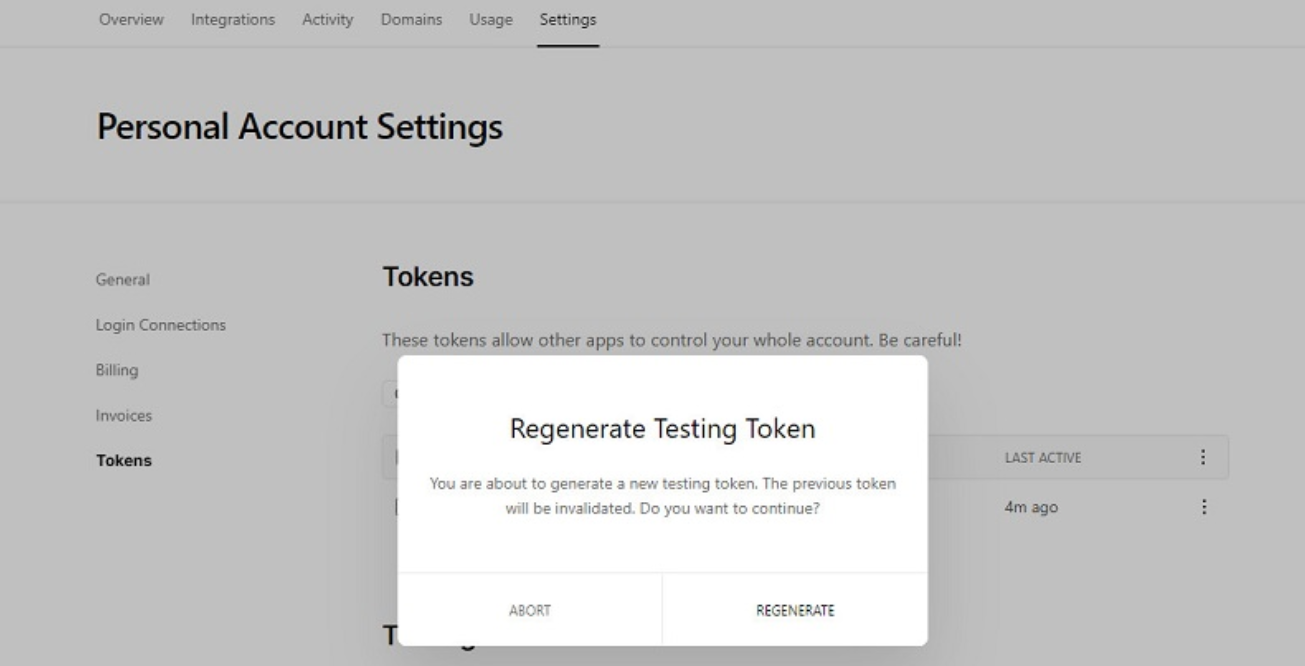 Overview Integrations Activity Domains Usage Settings
Personal Account Settings
General
Login Connections
Billing
Invoices
Tokens
Tokens
These tokens allow other apps to control your whole account. Be careful!
LAST ACTIVE
4m ago
Regenerate Testing Token
You are about to generate a new testing token. The previous token
will be invalidated. Do you want to continue?
ABORT REGENERATE